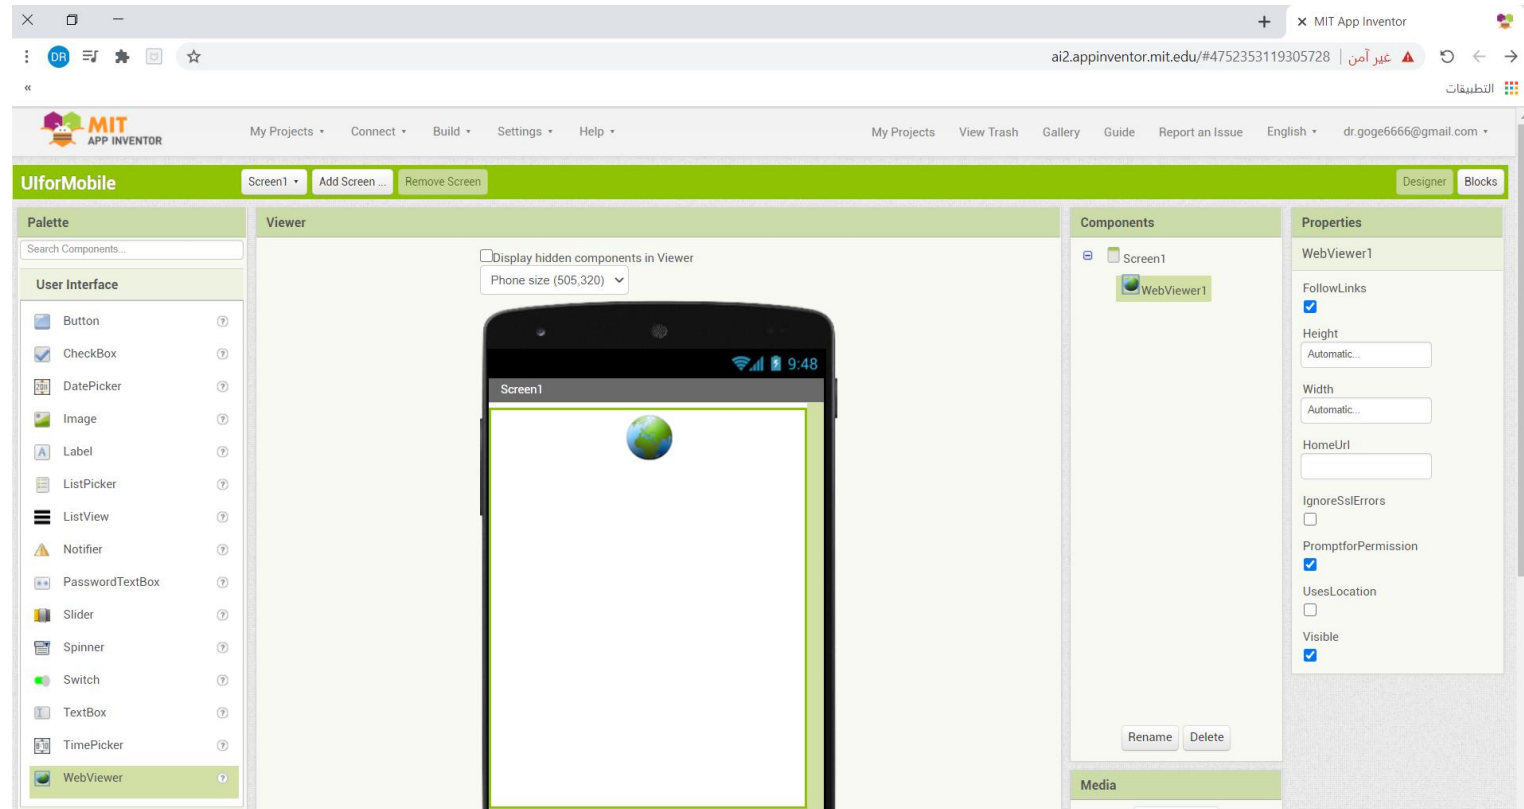 MIT App Inventor
DR
ai2.appinventor.mit.edu/#4752353119305728 | غير آمن
«
التطبيقات
MIT
APP INVENTOR
My Projects Connect Build Settings Help My Projects View Trash Gallery Guide Report an Issue English dr.goge6666@gmail.com
UIforMobile Screen1 Add Screen ... Remove Screen Designer Blocks
Palette
Search Components...
User Interface
Button
CheckBox
DatePicker
Image
Label
ListPicker
ListView
Notifier
PasswordTextBox
Slider
Spinner
Switch
TextBox
TimePicker
WebViewer
Viewer
Display hidden components in Viewer
Phone size (505,320)
9:48
Screen1
Components
Screen1
WebViewer1
Rename Delete
Media
Properties
WebViewer1
FollowLinks
Height
Automatic...
Width
Automatic...
HomeUrl
IgnoreSslErrors
PromptforPermission
UsesLocation
Visible